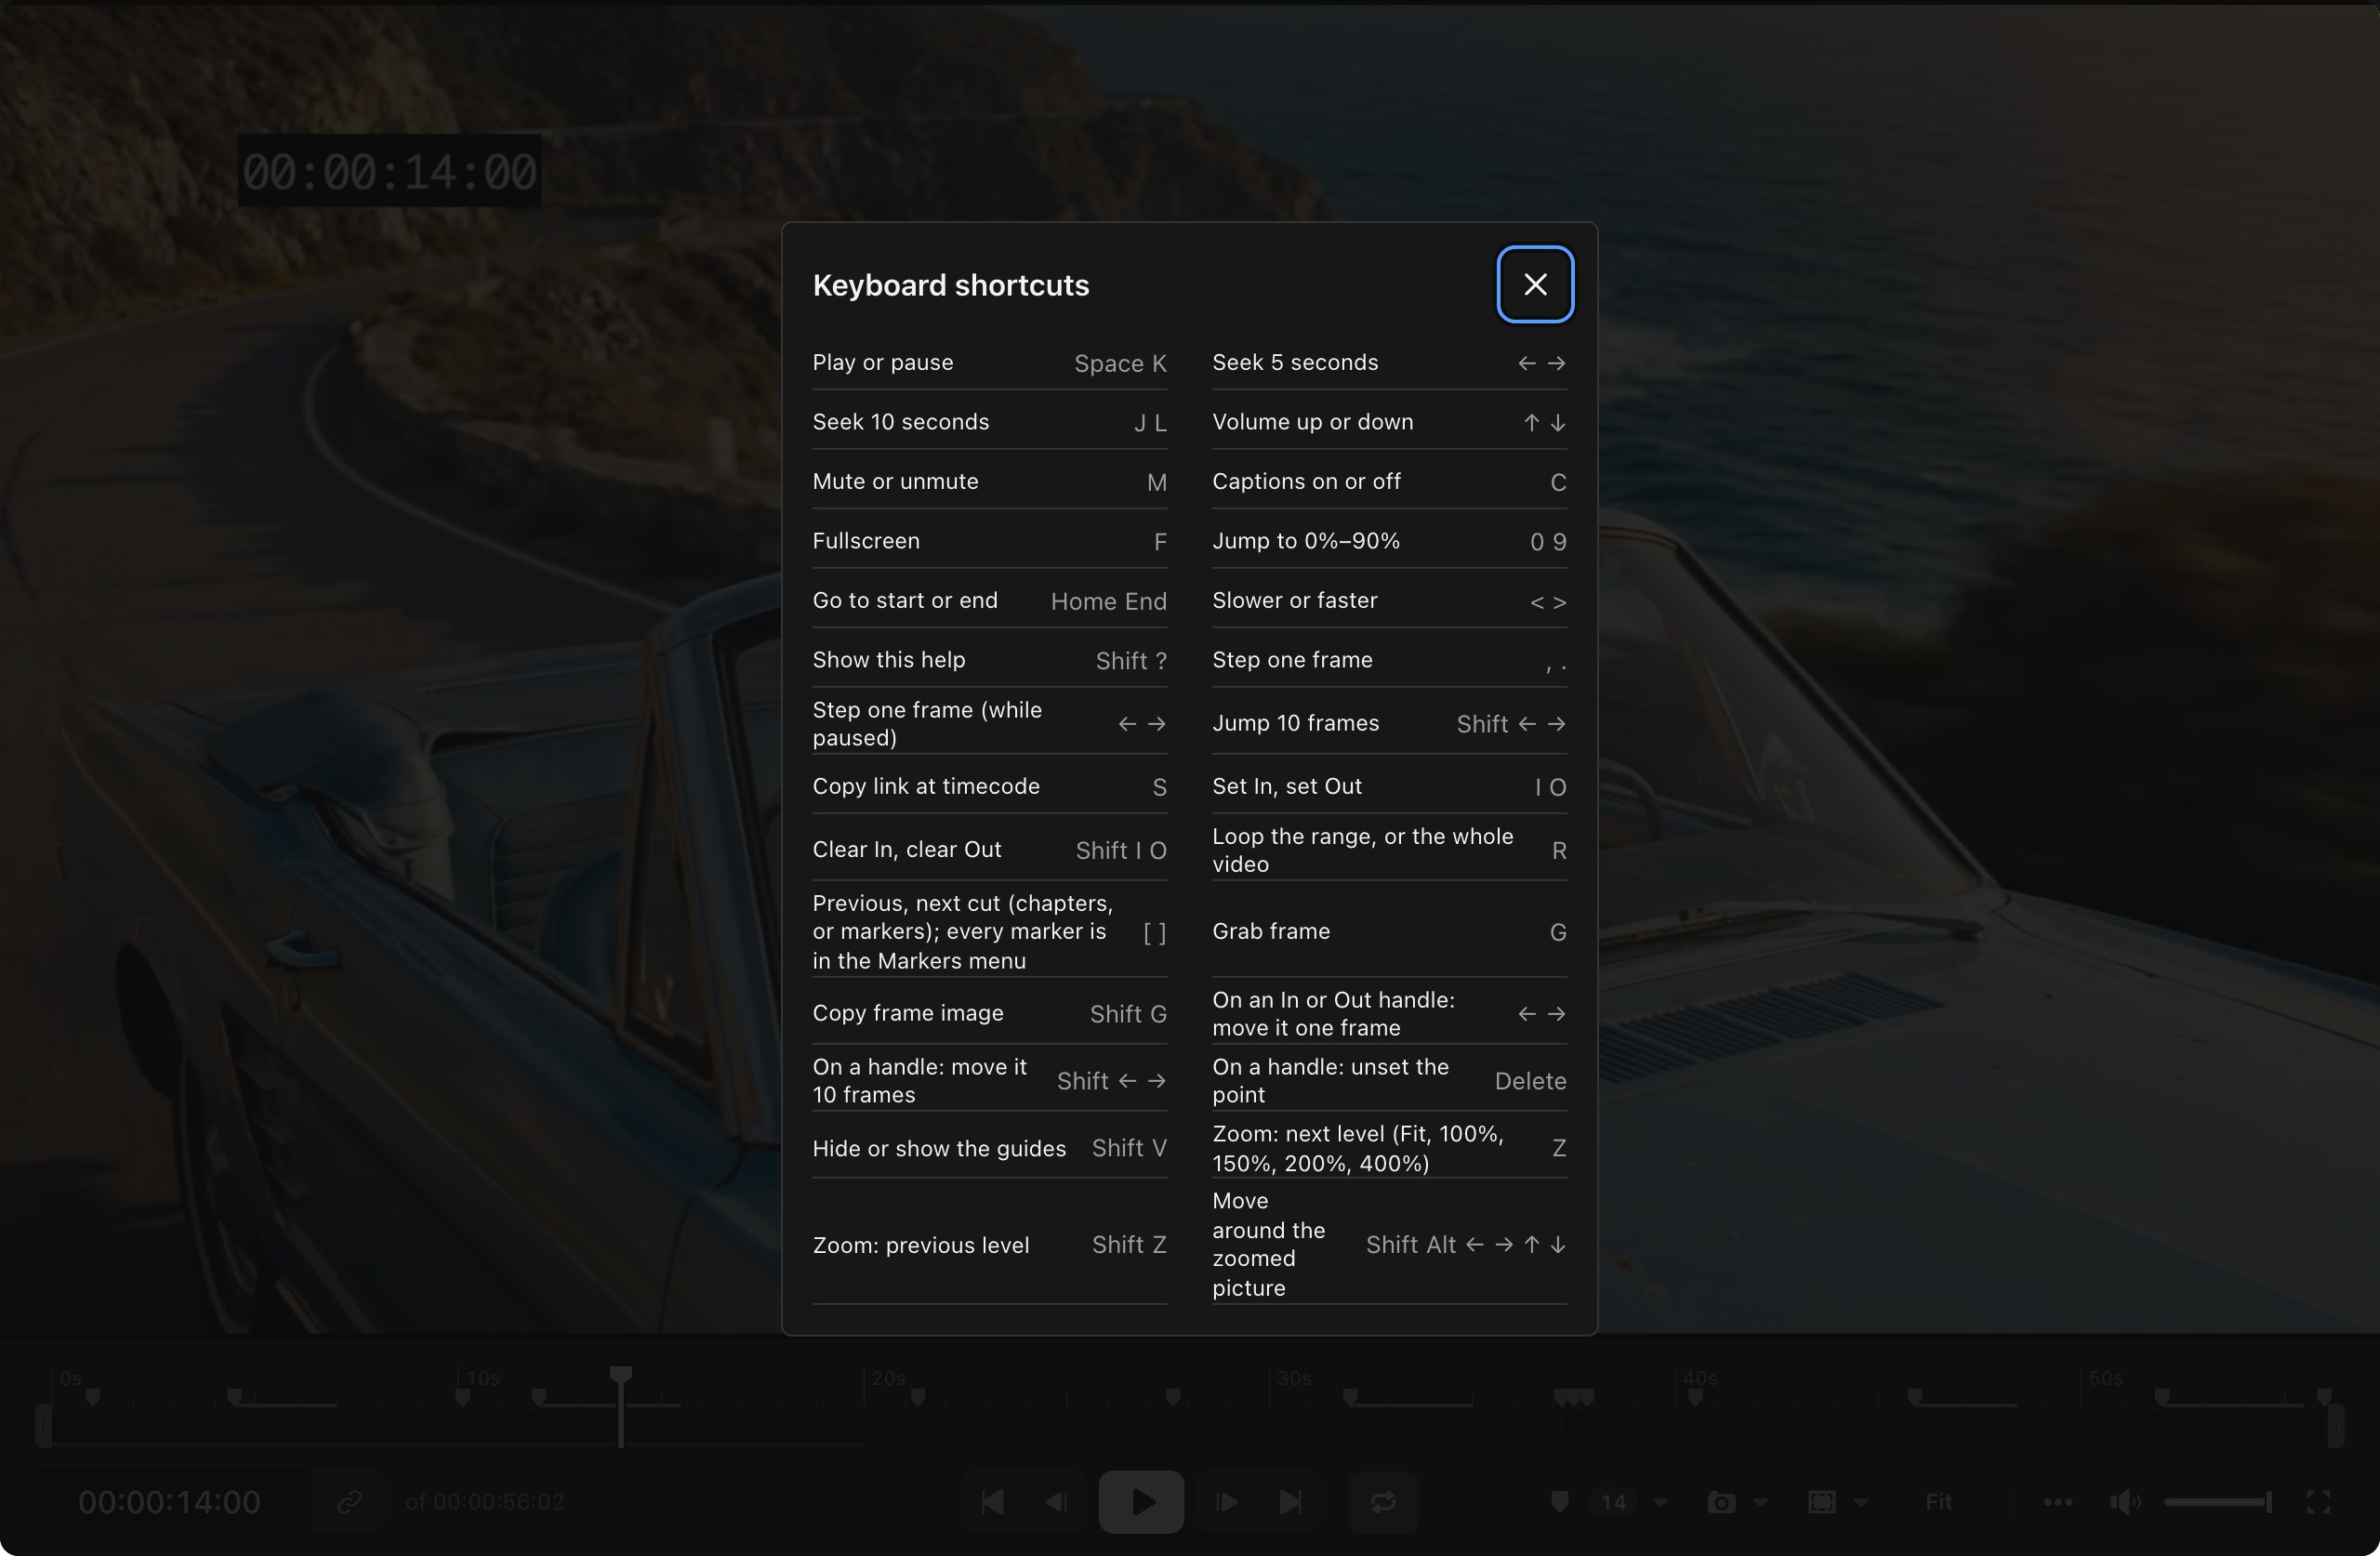 00:00:14:00
Keyboard shortcuts
Play or pause Space K
Seek 5 seconds ← →
Seek 10 seconds J L
Volume up or down ↑ ↓
Mute or unmute M
Captions on or off C
Fullscreen F
Jump to 0%–90% 0 9
Go to start or end Home End
Slower or faster < >
Show this help Shift ?
Step one frame , .
Step one frame (while
paused) ← →
Jump 10 frames Shift ← →
Copy link at timecode S
Set In, set Out I O
Clear In, clear Out Shift I O
Loop the range, or the whole
video R
Previous, next cut (chapters,
or markers); every marker is
in the Markers menu [ ]
Grab frame G
Copy frame image Shift G
On an In or Out handle:
move it one frame ← →
On a handle: move it
10 frames Shift ← →
On a handle: unset the
point Delete
Hide or show the guides Shift V
Zoom: next level (Fit, 100%,
150%, 200%, 400%) Z
Zoom: previous level Shift Z
Move
around the
zoomed
picture Shift Alt ← → ↑ ↓
0s 10s 20s 30s 40s 50s
00:00:14:00 of 00:00:56:02 14 Fit